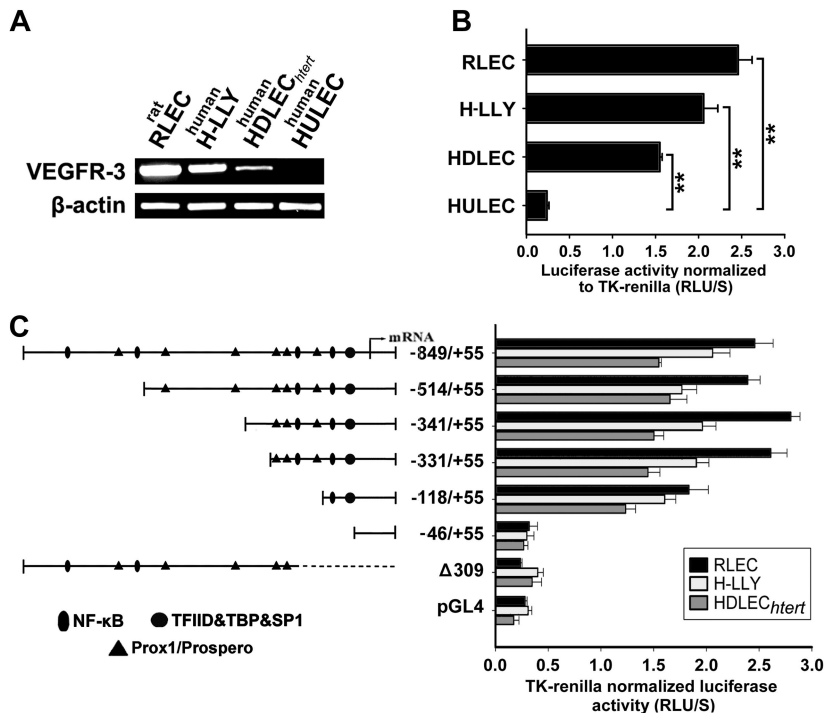 A
rat
RLEC
human
H-LLY
human
HDLEChtert
human
HULEC
VEGFR-3
β-actin
B
RLEC
H-LLY
HDLEC
HULEC
**
**
**
0.0 0.5 1.0 1.5 2.0 2.5 3.0
Luciferase activity normalized
to TK-renilla (RLU/S)
C
mRNA
-849/+55
-514/+55
-341/+55
-331/+55
-118/+55
-46/+55
Δ309
pGL4
NF-κB
TFIID&TBP&SP1
Prox1/Prospero
RLEC
H-LLY
HDLEChtert
0.0 0.5 1.0 1.5 2.0 2.5 3.0
TK-renilla normalized luciferase
activity (RLU/S)